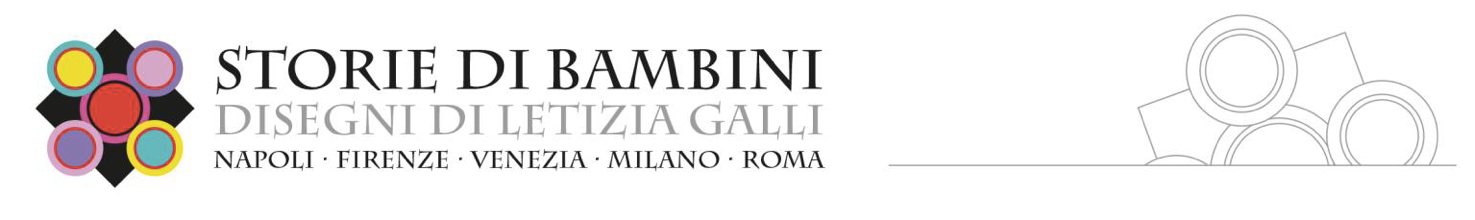 STORIE DI BAMBINI
DISEGNI DI LETIZIA GALLI
NAPOLI · FIRENZE · VENEZIA · MILANO · ROMA